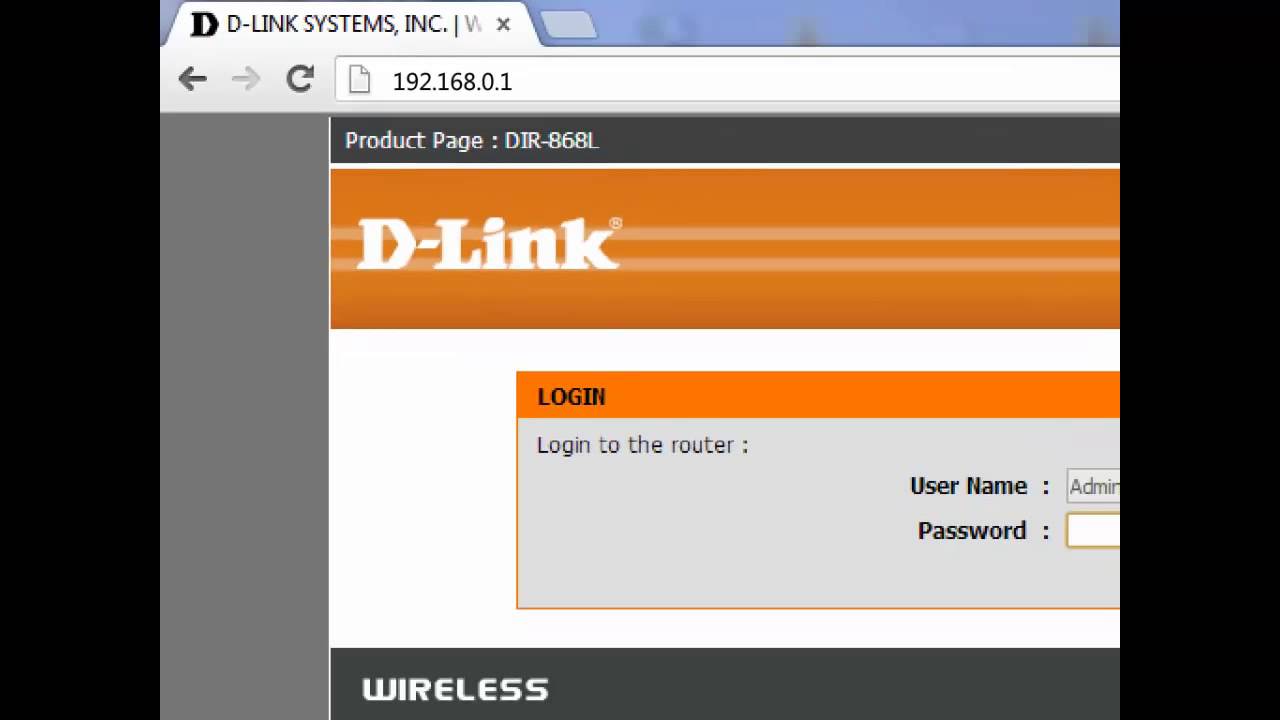 D-LINK SYSTEMS, INC. | W
192.168.0.1
Product Page : DIR-868L
D-Link®
LOGIN
Login to the router :
User Name : Admin
Password :
WIRELESS